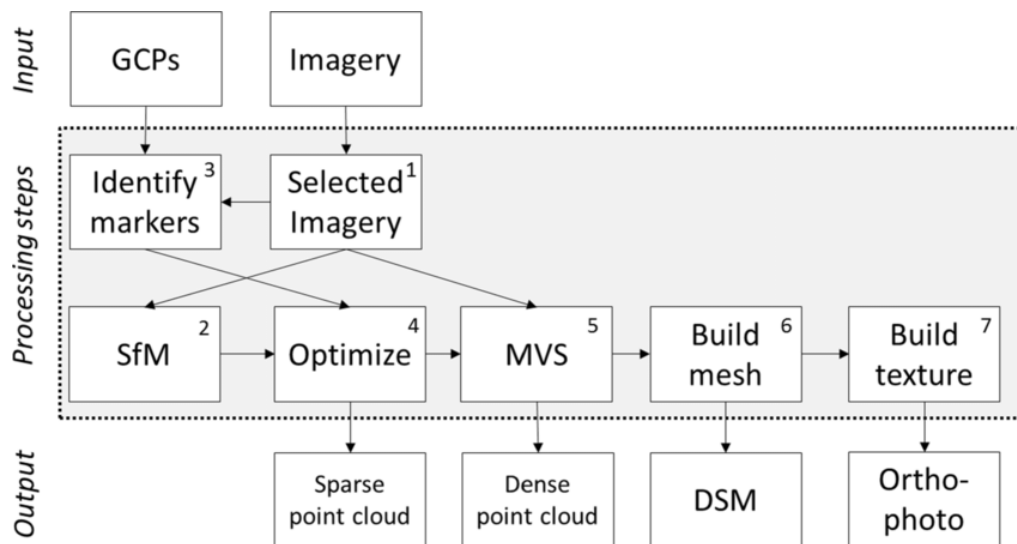 Input
GCPs
Imagery
Processing steps
Identify 3
markers
Selected 1
Imagery
SfM 2
Optimize 4
MVS 5
Build 6
mesh
Build 7
texture
Output
Sparse
point cloud
Dense
point cloud
DSM
Ortho-
photo